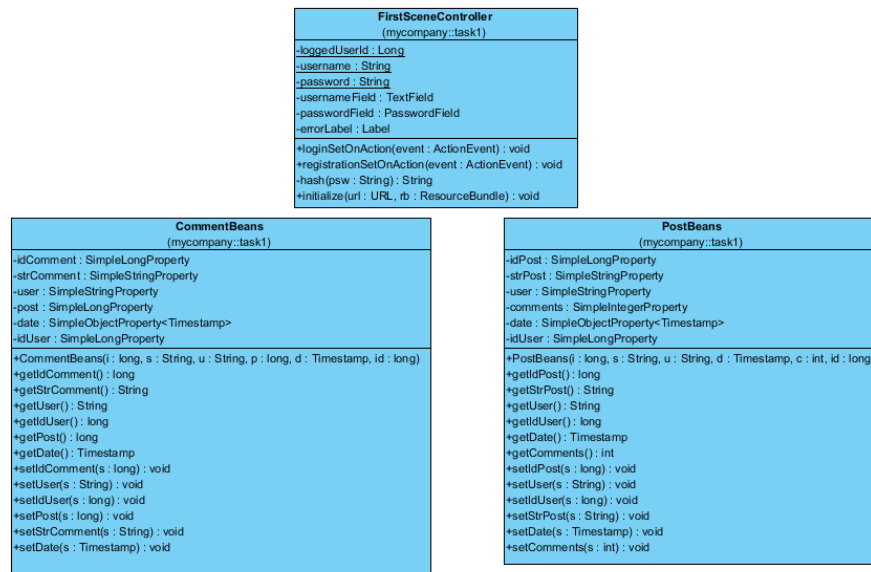 FirstSceneController
(mycompany::task1)
-loggedUserId : Long
-username : String
-password : String
-usernameField : TextField
-passwordField : PasswordField
-errorLabel : Label
+loginSetOnAction(event : ActionEvent) : void
+registrationSetOnAction(event : ActionEvent) : void
-hash(psw : String) : String
+initialize(url : URL, rb : ResourceBundle) : void
CommentBeans
(mycompany::task1)
-idComment : SimpleLongProperty
-strComment : SimpleStringProperty
-user : SimpleStringProperty
-post : SimpleLongProperty
-date : SimpleObjectProperty<Timestamp>
-idUser : SimpleLongProperty
+CommentBeans(i : long, s : String, u : String, p : long, d : Timestamp, id : long)
+getIdComment() : long
+getStrComment() : String
+getUser() : String
+getIdUser() : long
+getPost() : long
+getDate() : Timestamp
+setIdComment(s : long) : void
+setUser(s : String) : void
+setIdUser(s : long) : void
+setPost(s : long) : void
+setStrComment(s : String) : void
+setDate(s : Timestamp) : void
PostBeans
(mycompany::task1)
-idPost : SimpleLongProperty
-strPost : SimpleStringProperty
-user : SimpleStringProperty
-comments : SimpleIntegerProperty
-date : SimpleObjectProperty<Timestamp>
-idUser : SimpleLongProperty
+PostBeans(i : long, s : String, u : String, d : Timestamp, c : int, id : long)
+getIdPost() : long
+getStrPost() : String
+getUser() : String
+getIdUser() : long
+getDate() : Timestamp
+getComments() : int
+setIdPost(s : long) : void
+setUser(s : String) : void
+setIdUser(s : long) : void
+setStrPost(s : String) : void
+setDate(s : Timestamp) : void
+setComments(s : int) : void